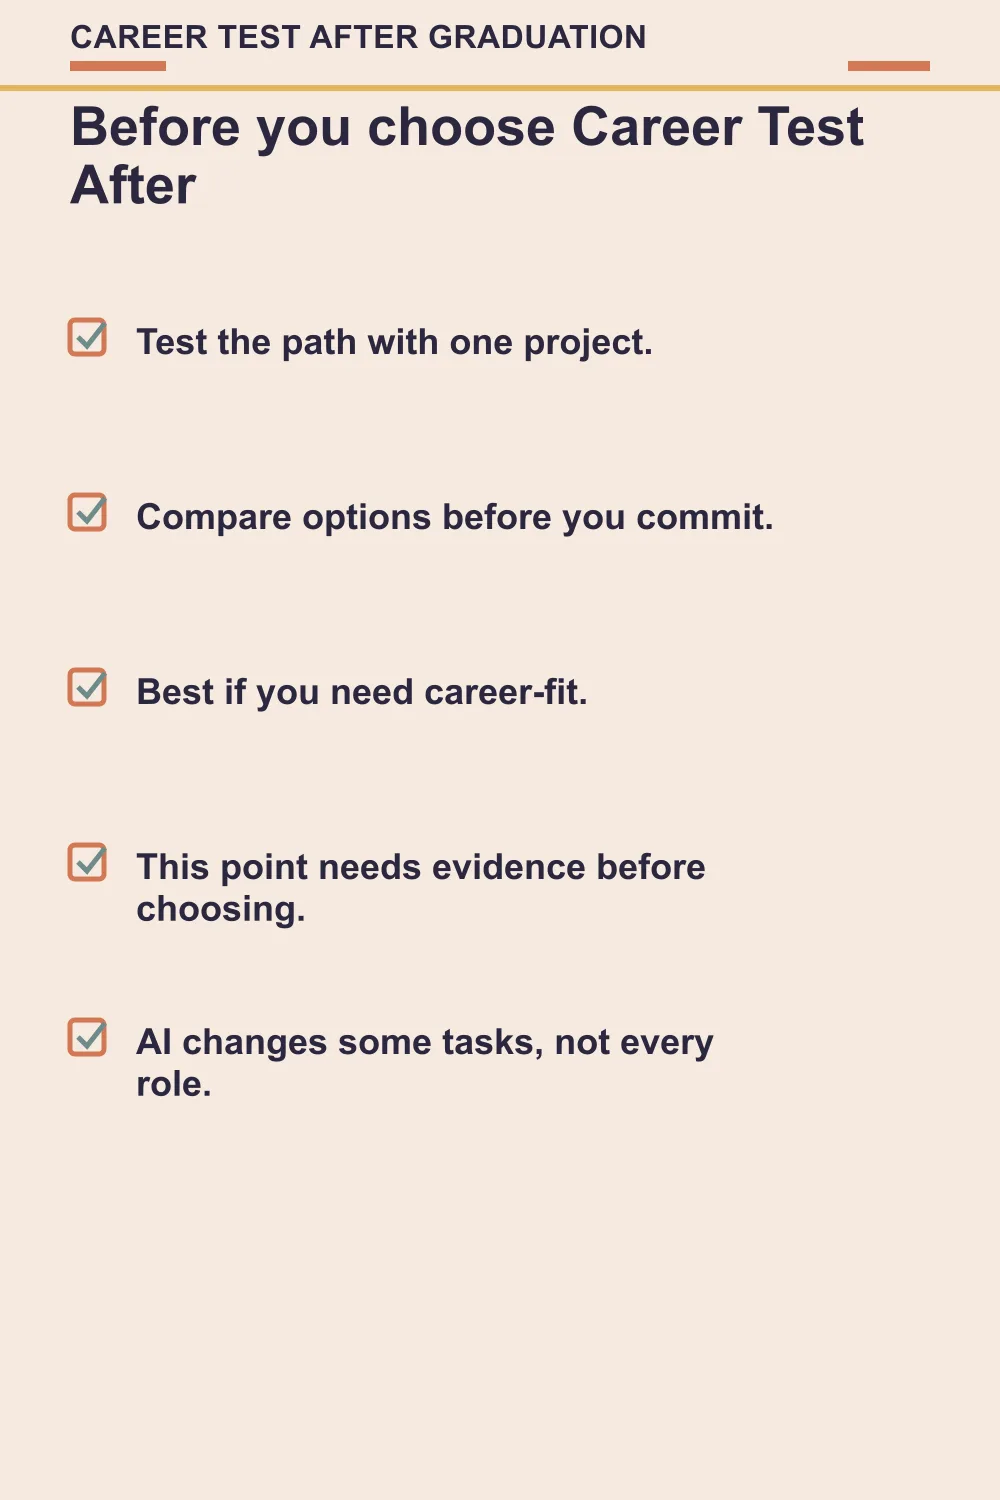 CAREER TEST AFTER GRADUATION
Before you choose Career Test
After
Test the path with one project.
Compare options before you commit.
Best if you need career-fit.
This point needs evidence before
choosing.
AI changes some tasks, not every
role.